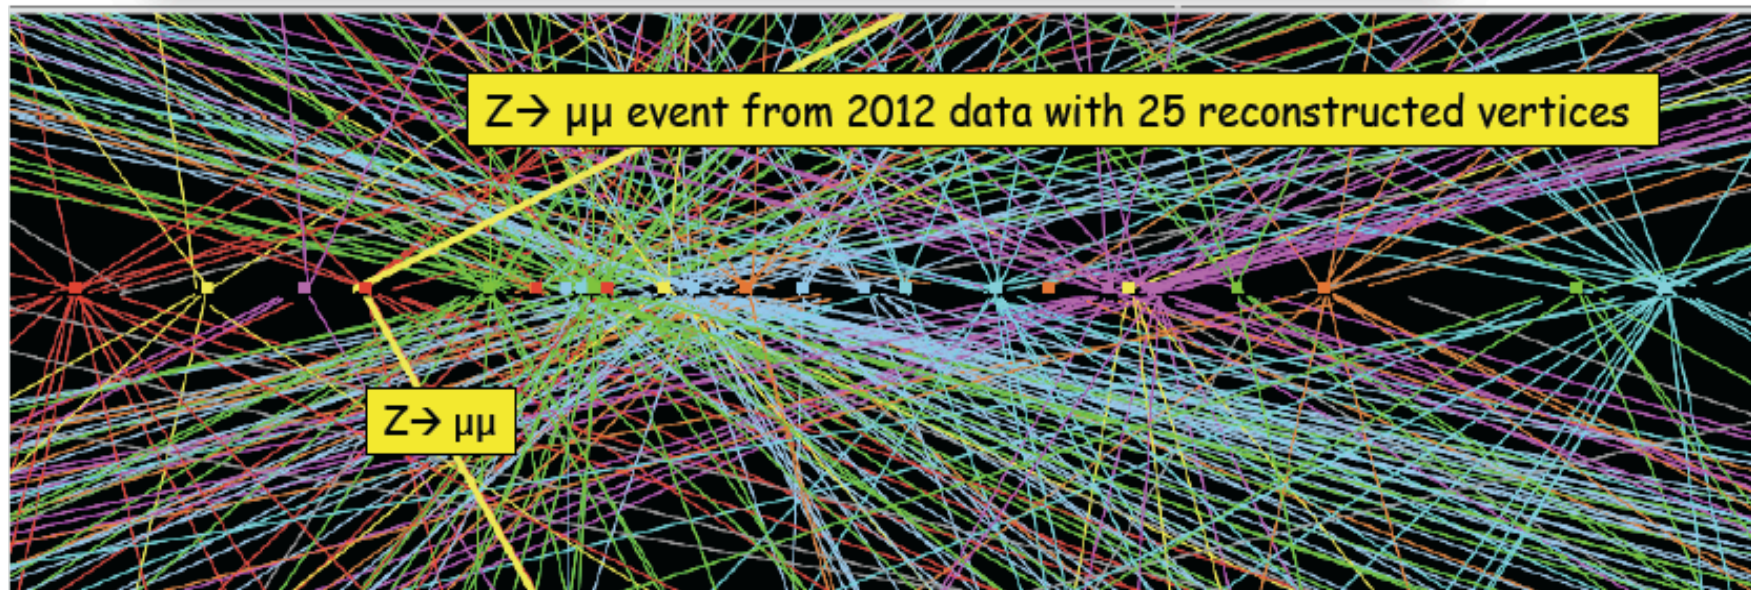 Z→ μμ event from 2012 data with 25 reconstructed vertices
Z→ μμ